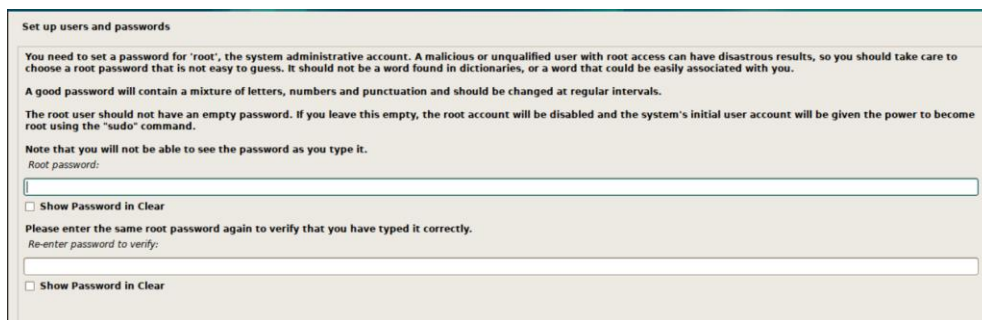 Set up users and passwords
You need to set a password for 'root', the system administrative account. A malicious or unqualified user with root access can have disastrous results, so you should take care to
choose a root password that is not easy to guess. It should not be a word found in dictionaries, or a word that could be easily associated with you.
A good password will contain a mixture of letters, numbers and punctuation and should be changed at regular intervals.
The root user should not have an empty password. If you leave this empty, the root account will be disabled and the system's initial user account will be given the power to become
root using the "sudo" command.
Note that you will not be able to see the password as you type it.
Root password:
Show Password in Clear
Please enter the same root password again to verify that you have typed it correctly.
Re-enter password to verify:
Show Password in Clear